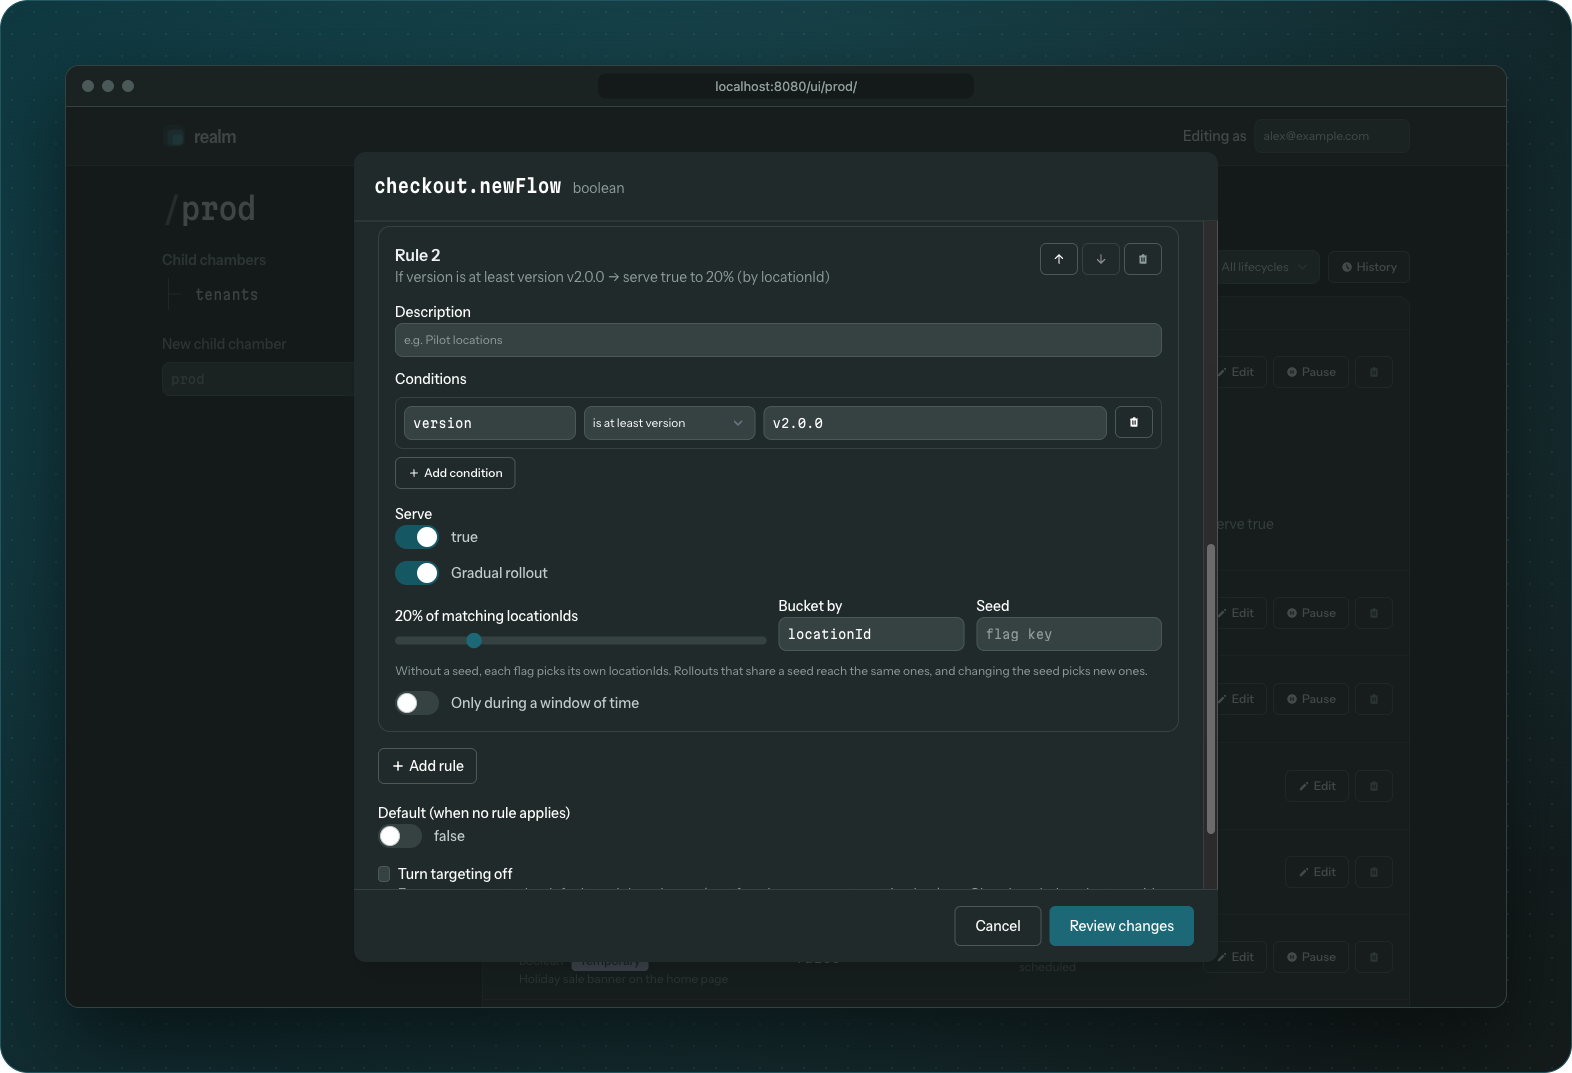 localhost:8080/ui/prod/
realm
Editing as alex@example.com
/prod
Child chambers
tenants
New child chamber
prod
All lifecycles
History
Edit Pause
erve true
Edit Pause
Edit Pause
Edit
Edit
Edit Pause
scheduled
Holiday sale banner on the home page
checkout.newFlow boolean
Rule 2
If version is at least version v2.0.0 → serve true to 20% (by locationId)
Description
e.g. Pilot locations
Conditions
version is at least version v2.0.0
+ Add condition
Serve
true
Gradual rollout
20% of matching locationIds
Bucket by
locationId
Seed
flag key
Without a seed, each flag picks its own locationIds. Rollouts that share a seed reach the same ones, and changing the seed picks new ones.
Only during a window of time
+ Add rule
Default (when no rule applies)
false
Turn targeting off
Cancel Review changes